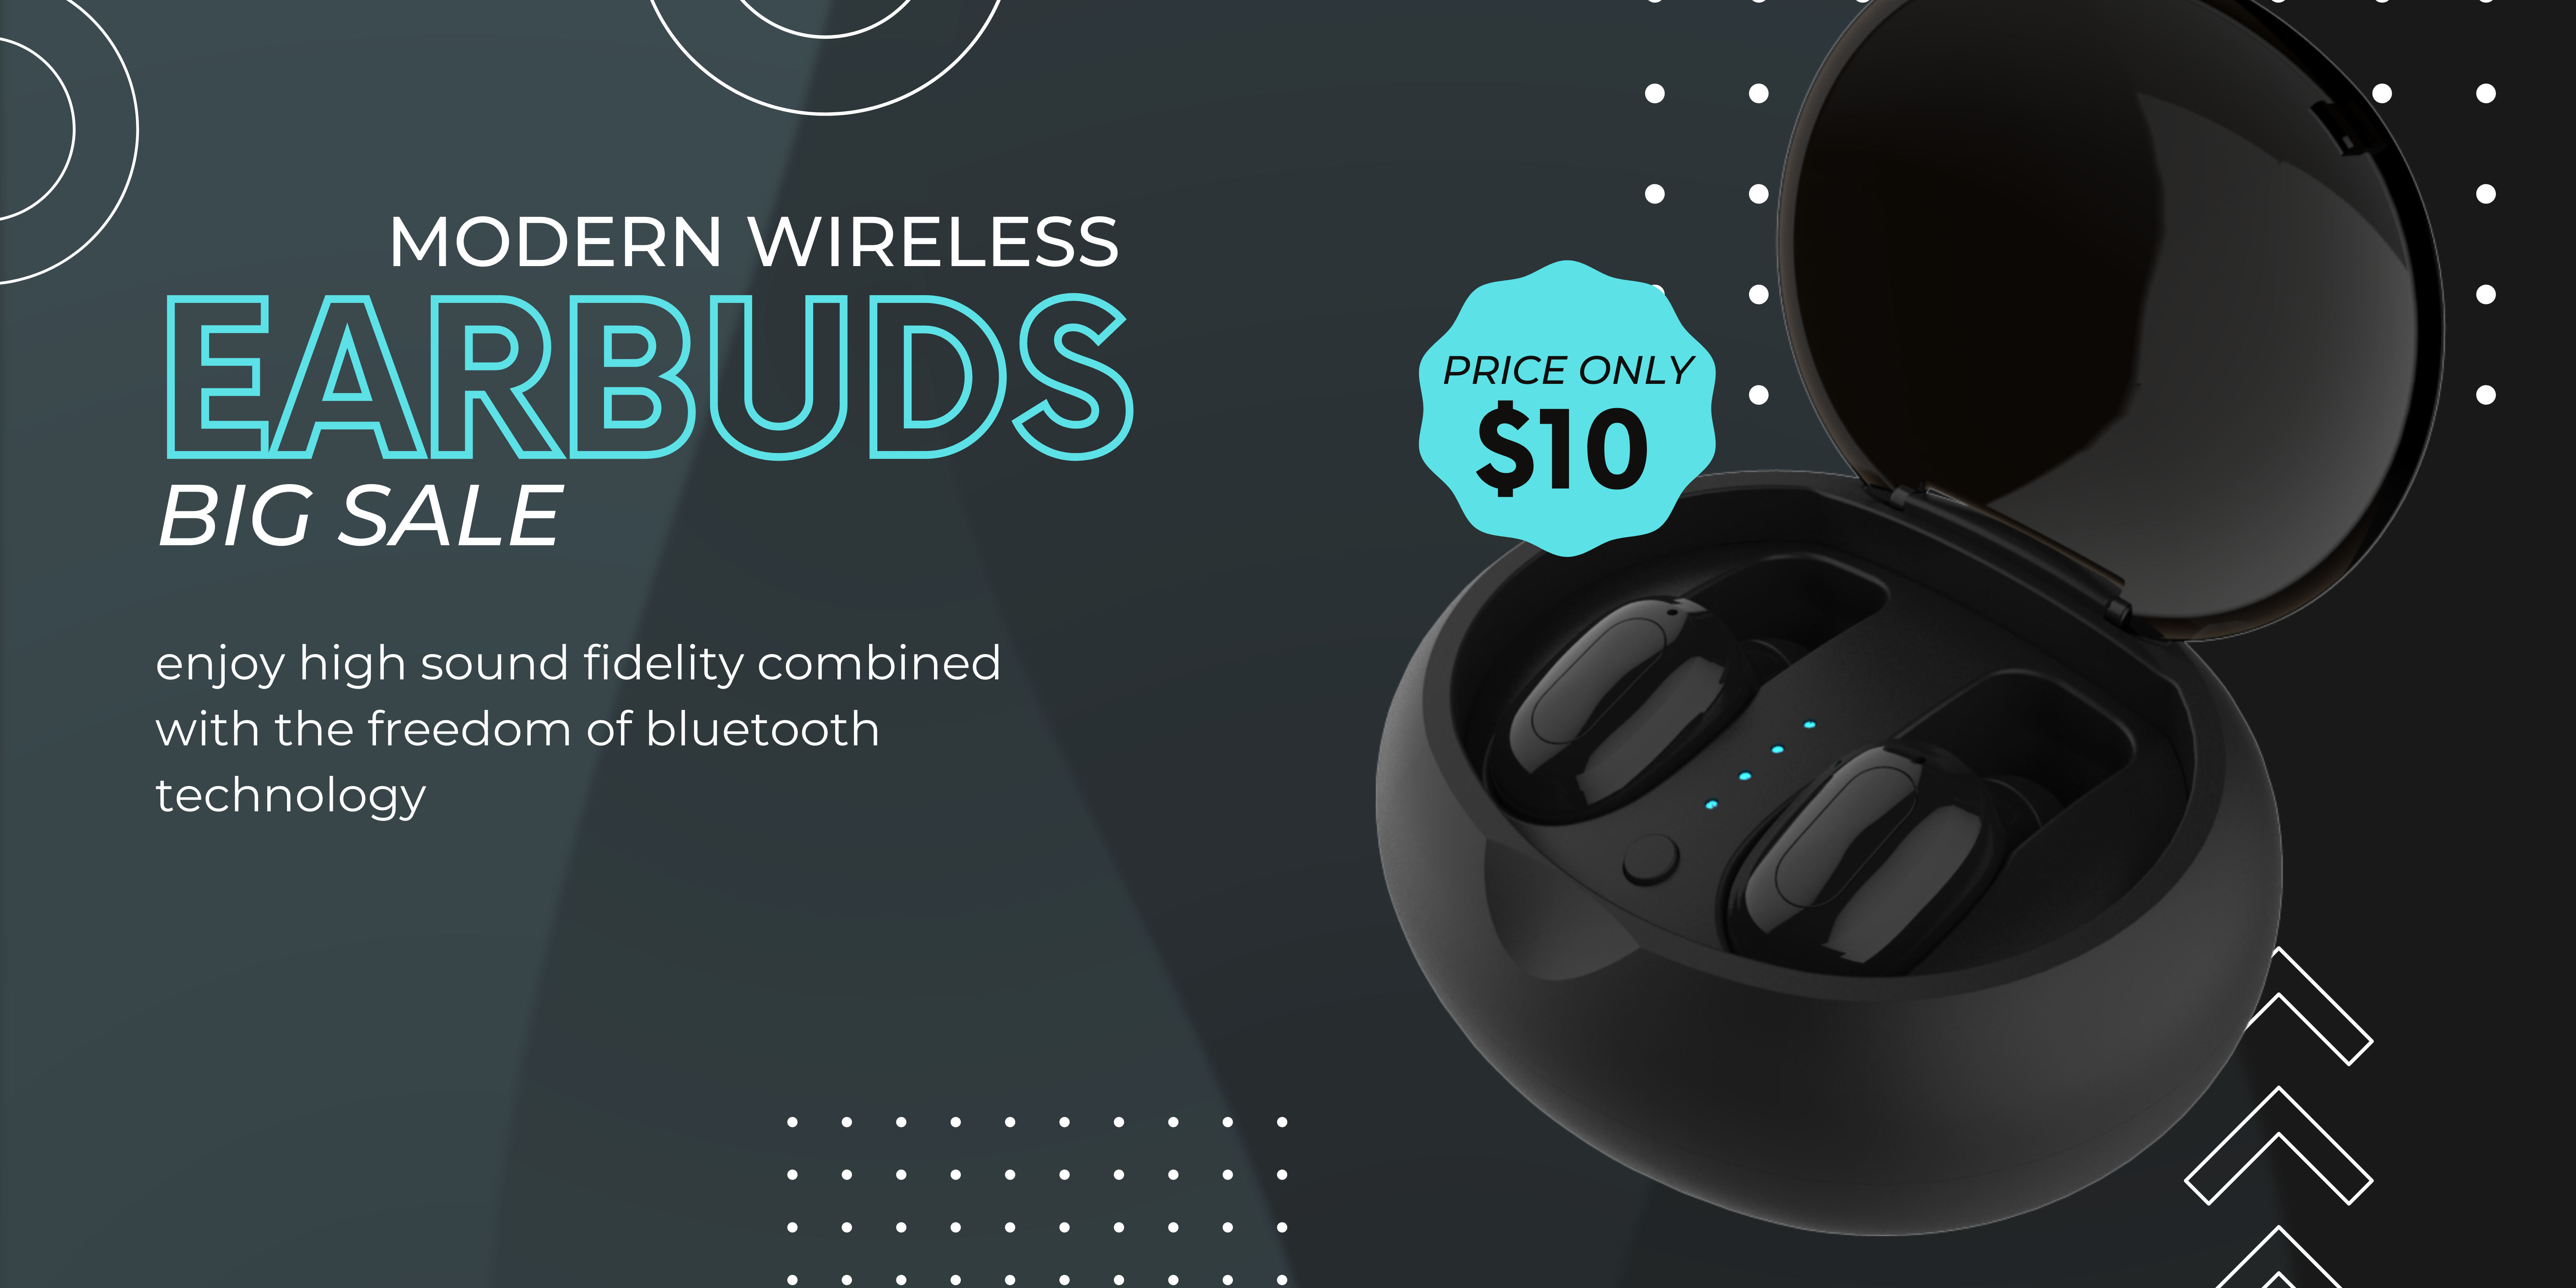 MODERN WIRELESS
EARBUDS
BIG SALE
enjoy high sound fidelity combined
with the freedom of bluetooth
technology
PRICE ONLY
$10